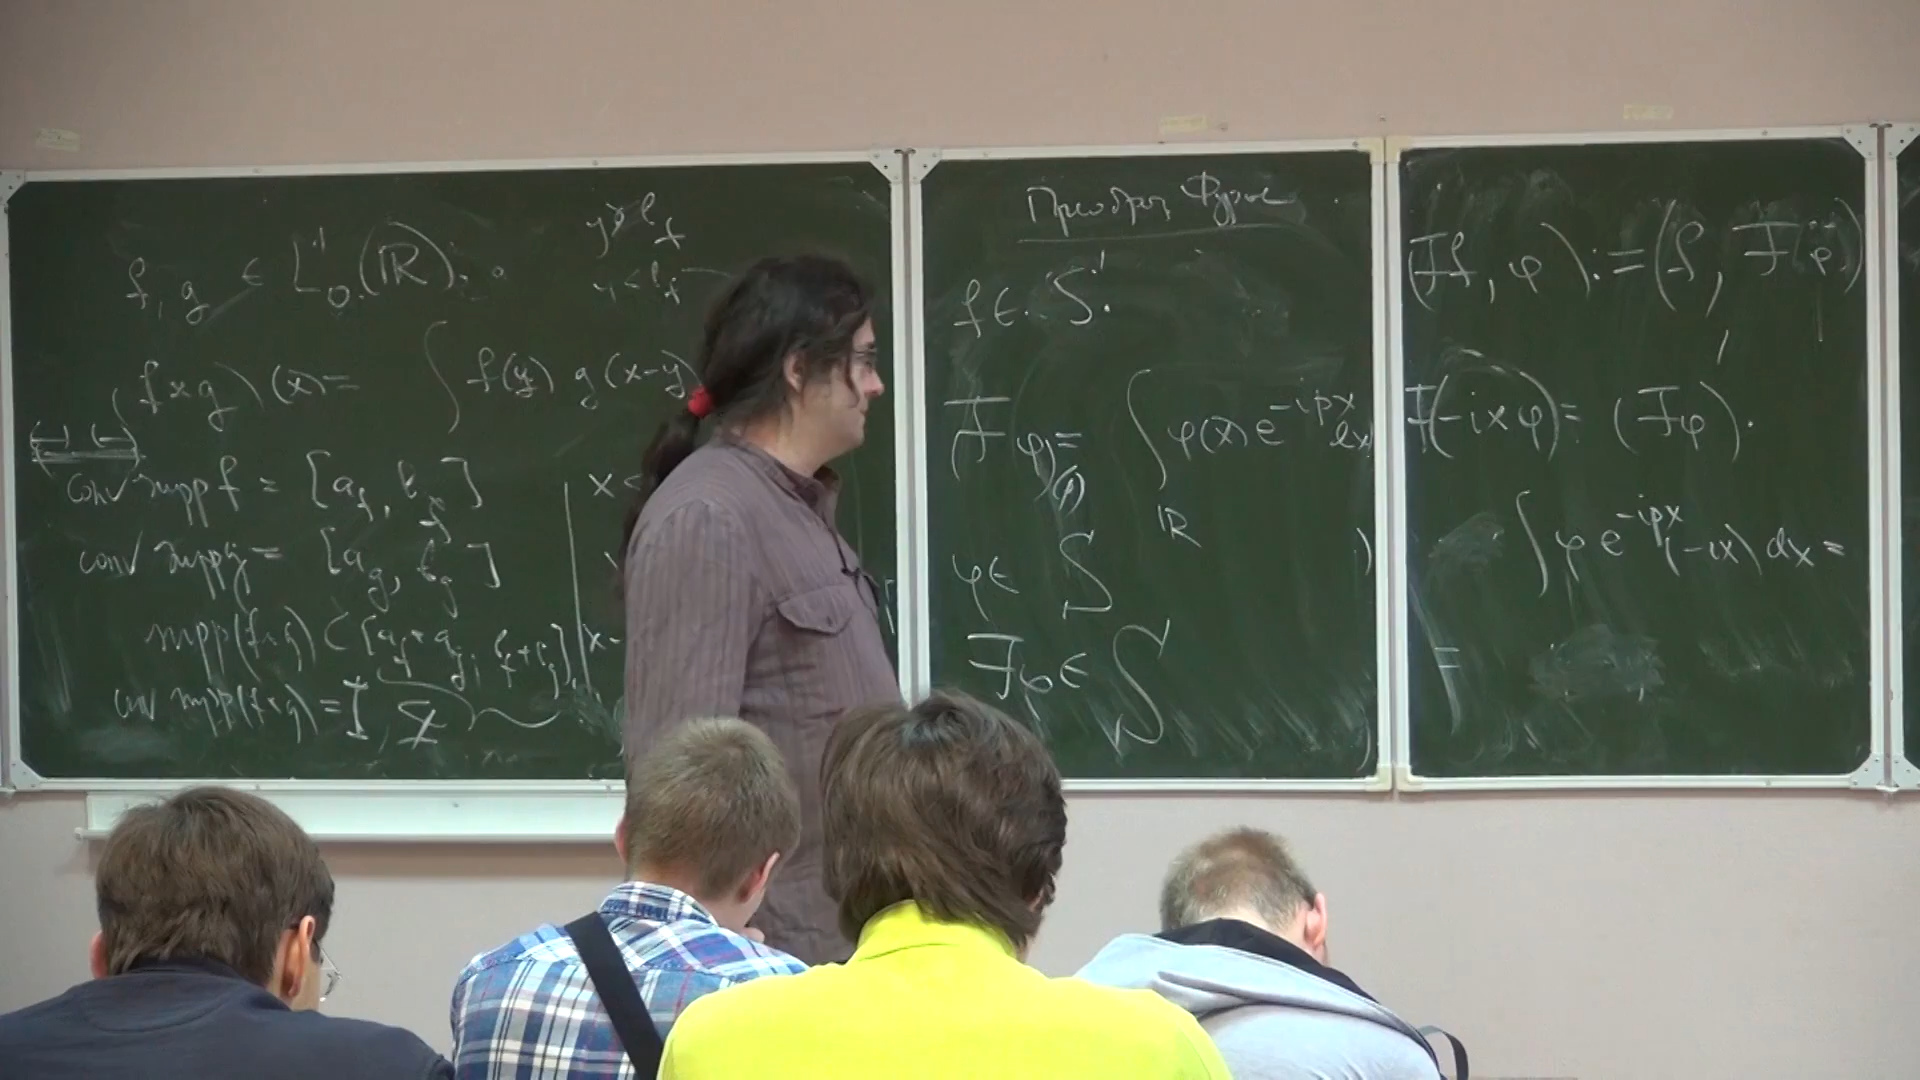 f, g ∈ L¹₀(ℝ)
(f * g)(x) = ∫ f(y) g(x-y)
conv supp f = [a_f, b_f]
conv supp g = [a_g, b_g]
supp(f*g) ⊂ [a_f + a_g, b_f + b_g]
x <
Преобраз Фурье
f ∈ S'
(Fφ)(p) = ∫_ℝ φ(x) e^{-ipx} dx
φ ∈ S
Fφ ∈ S
(Ff, φ) := (f, F(φ))
F(-ixφ) = (Fφ)'
∫ φ e^{-ipx} (-ix) dx =
=